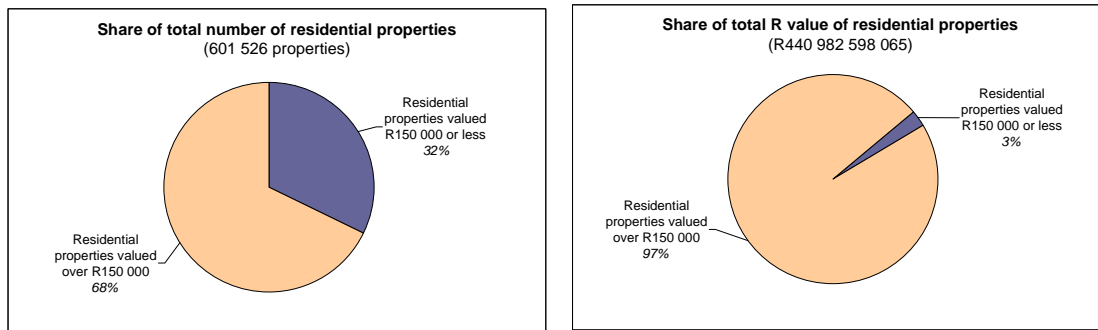 Share of total number of residential properties
(601 526 properties)
Residential
properties valued
R150 000 or less
32%
Residential
properties valued
over R150 000
68%
Share of total R value of residential properties
(R440 982 598 065)
Residential
properties valued
R150 000 or less
3%
Residential
properties valued
over R150 000
97%